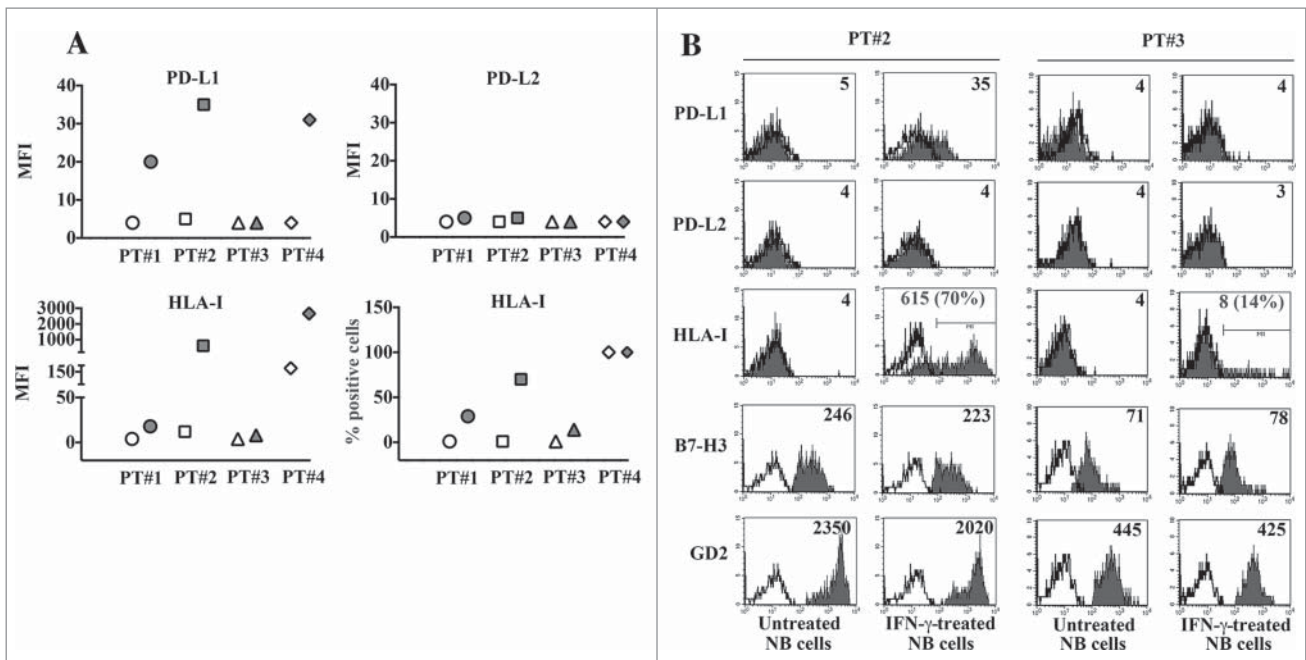 A
PD-L1
MFI
40
30
20
10
0
PT#1 PT#2 PT#3 PT#4
PD-L2
MFI
40
30
20
10
0
PT#1 PT#2 PT#3 PT#4
HLA-I
MFI
3000
2000
1000
150
50
0
PT#1 PT#2 PT#3 PT#4
HLA-I
% positive cells
150
100
50
0
PT#1 PT#2 PT#3 PT#4
B
PT#2 PT#3
PD-L1 5 35 4 4
PD-L2 4 4 4 3
HLA-I 4 615 (70%) 4 8 (14%)
B7-H3 246 223 71 78
GD2 2350 2020 445 425
Untreated NB cells
IFN-γ-treated NB cells
Untreated NB cells
IFN-γ-treated NB cells